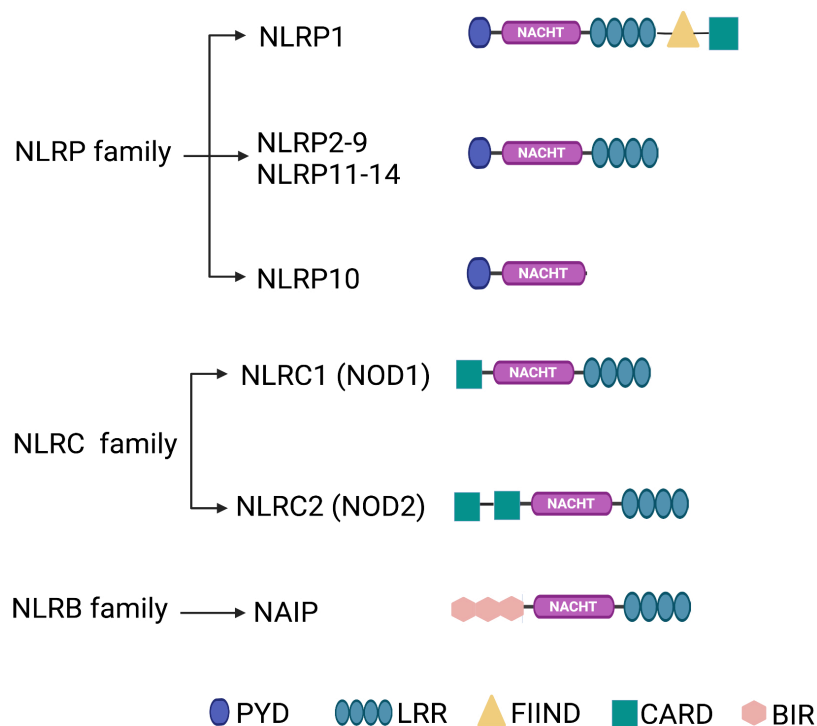 NLRP1
NACHT
NLRP family
NLRP2-9
NLRP11-14
NACHT
NLRP10
NACHT
NLRC1 (NOD1)
NACHT
NLRC  family
NLRC2 (NOD2)
NACHT
NLRB family
NAIP
NACHT
PYD
LRR
FIIND
CARD
BIR